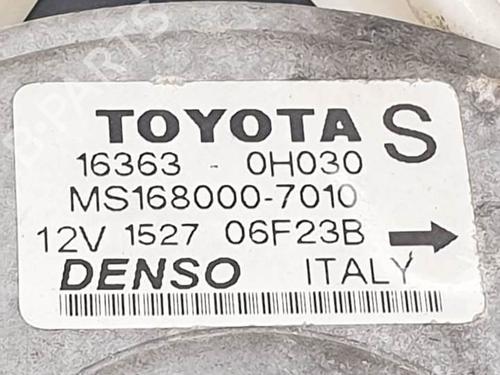 TOYOTA S
16363 - 0H030
MS168000-7010
12V 1527 06F23B
DENSO ITALY